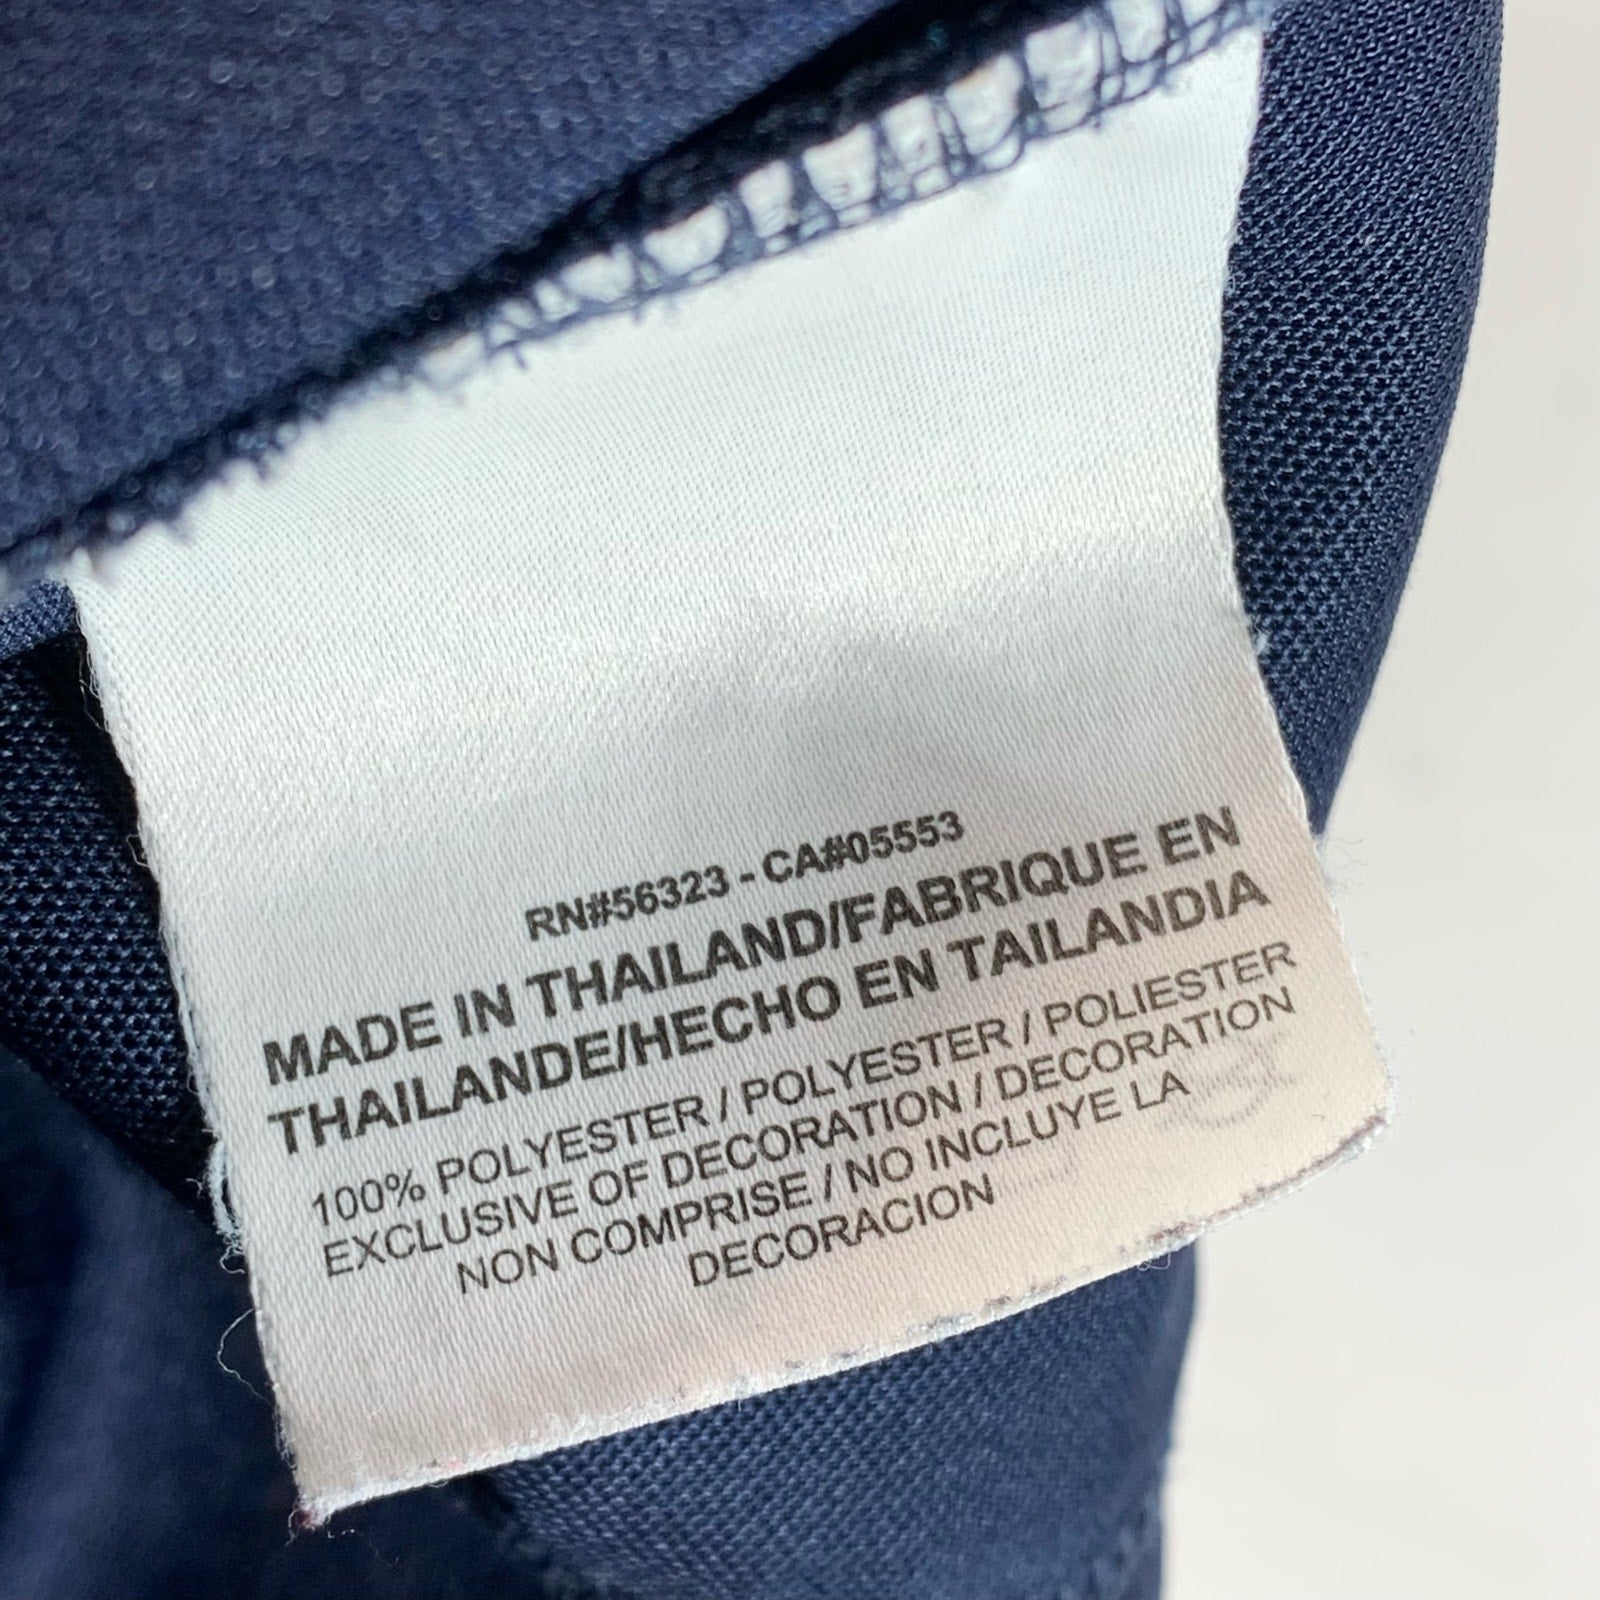 RN#56323 - CA#05553
MADE IN THAILAND/FABRIQUE EN
THAILANDE/HECHO EN TAILANDIA
100% POLYESTER / POLYESTER / POLIESTER
EXCLUSIVE OF DECORATION / DECORATION
NON COMPRISE / NO INCLUYE LA
DECORACION